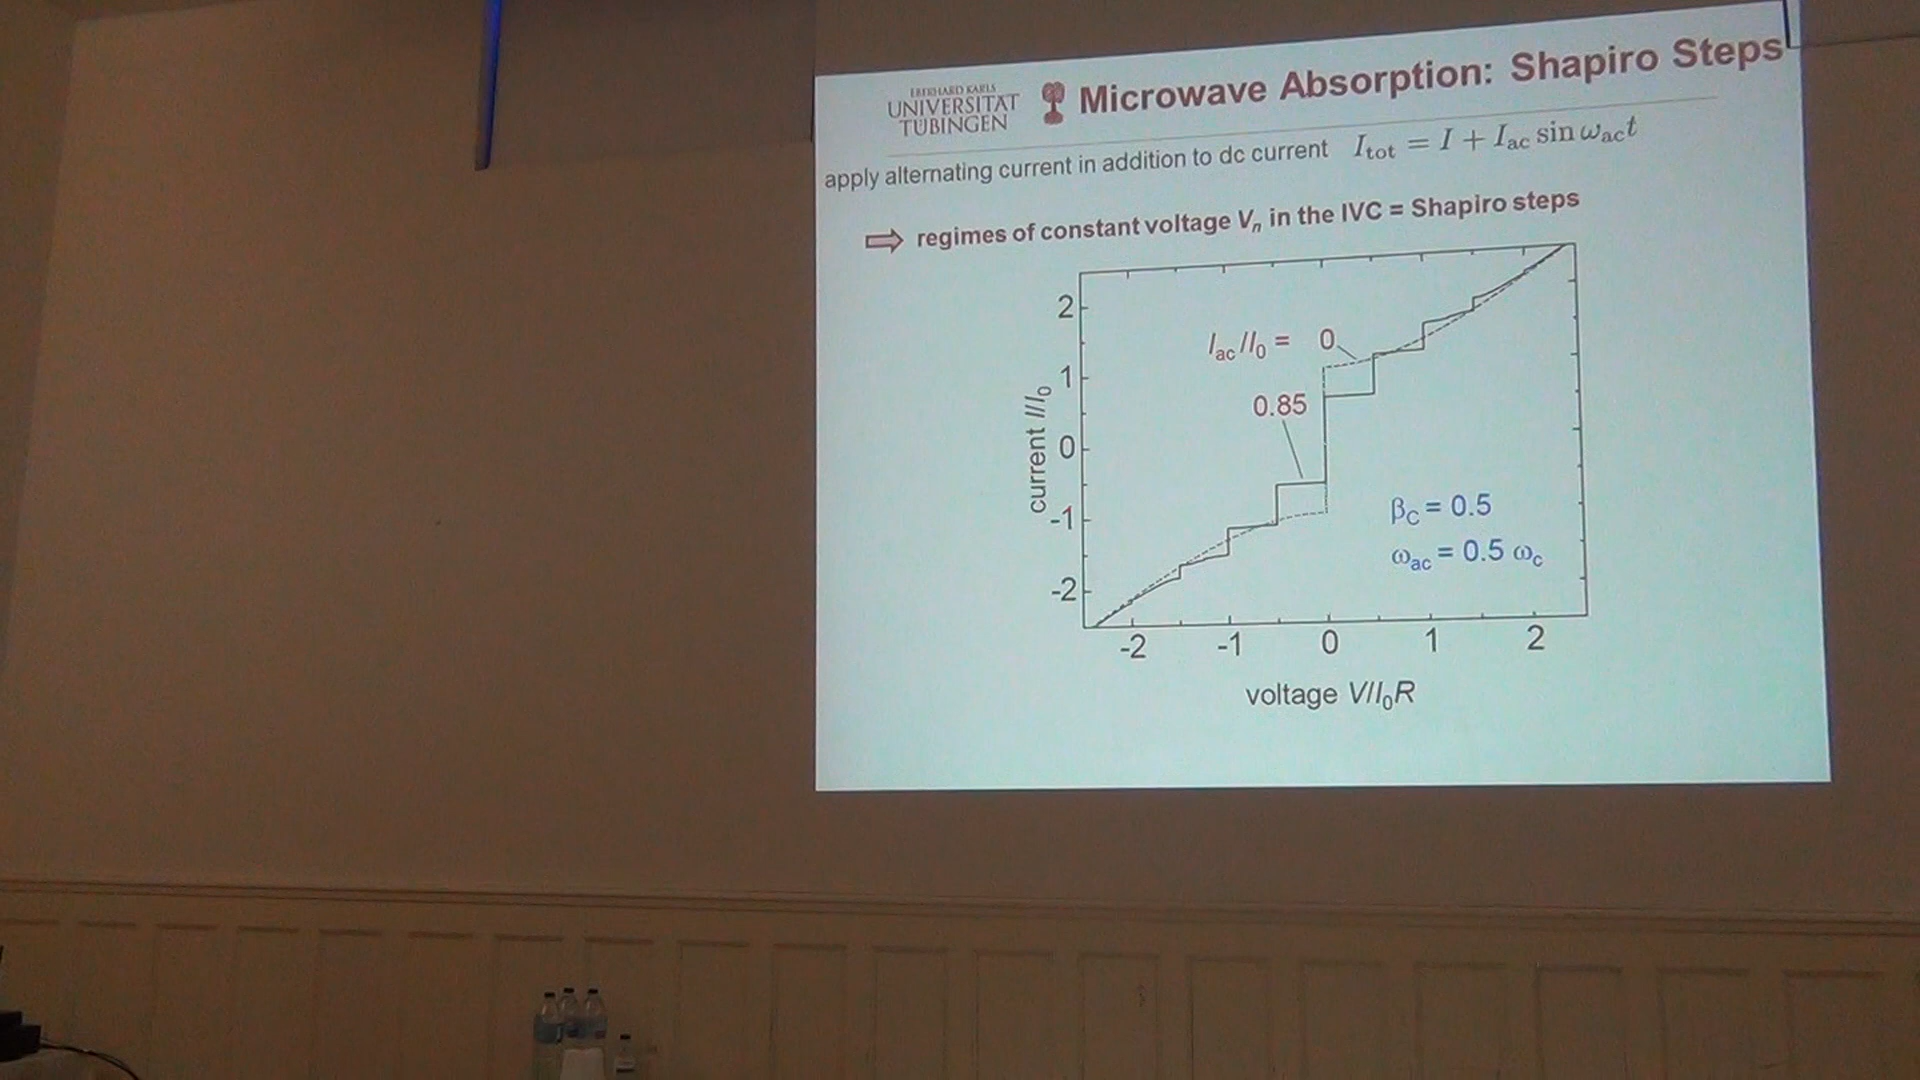 EBERHARD KARLS
UNIVERSITÄT
TÜBINGEN
Microwave Absorption: Shapiro Steps
apply alternating current in addition to dc current I_tot = I + I_ac sin ω_ac t
⇒ regimes of constant voltage V_n in the IVC = Shapiro steps
2
1
0
-1
-2
current I/I_0
I_ac/I_0 = 0
0.85
β_C = 0.5
ω_ac = 0.5 ω_c
-2 -1 0 1 2
voltage V/I_0R